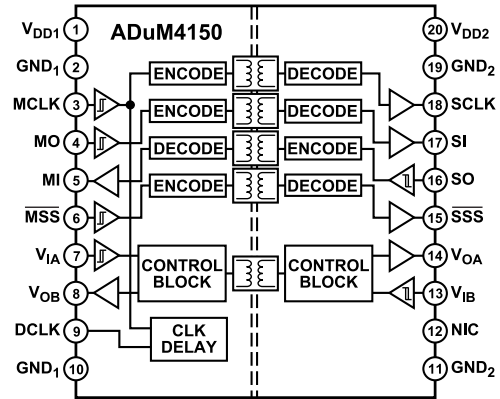 ADuM4150
VDD1 1
20 VDD2
GND1 2
19 GND2
MCLK 3
ENCODE DECODE
18 SCLK
MO 4
ENCODE DECODE
17 SI
MI 5
DECODE ENCODE
16 SO
MSS 6
ENCODE DECODE
15 SSS
VIA 7
14 VOA
CONTROL BLOCK
CONTROL BLOCK
VOB 8
13 VIB
DCLK 9
CLK DELAY
12 NIC
GND1 10
11 GND2